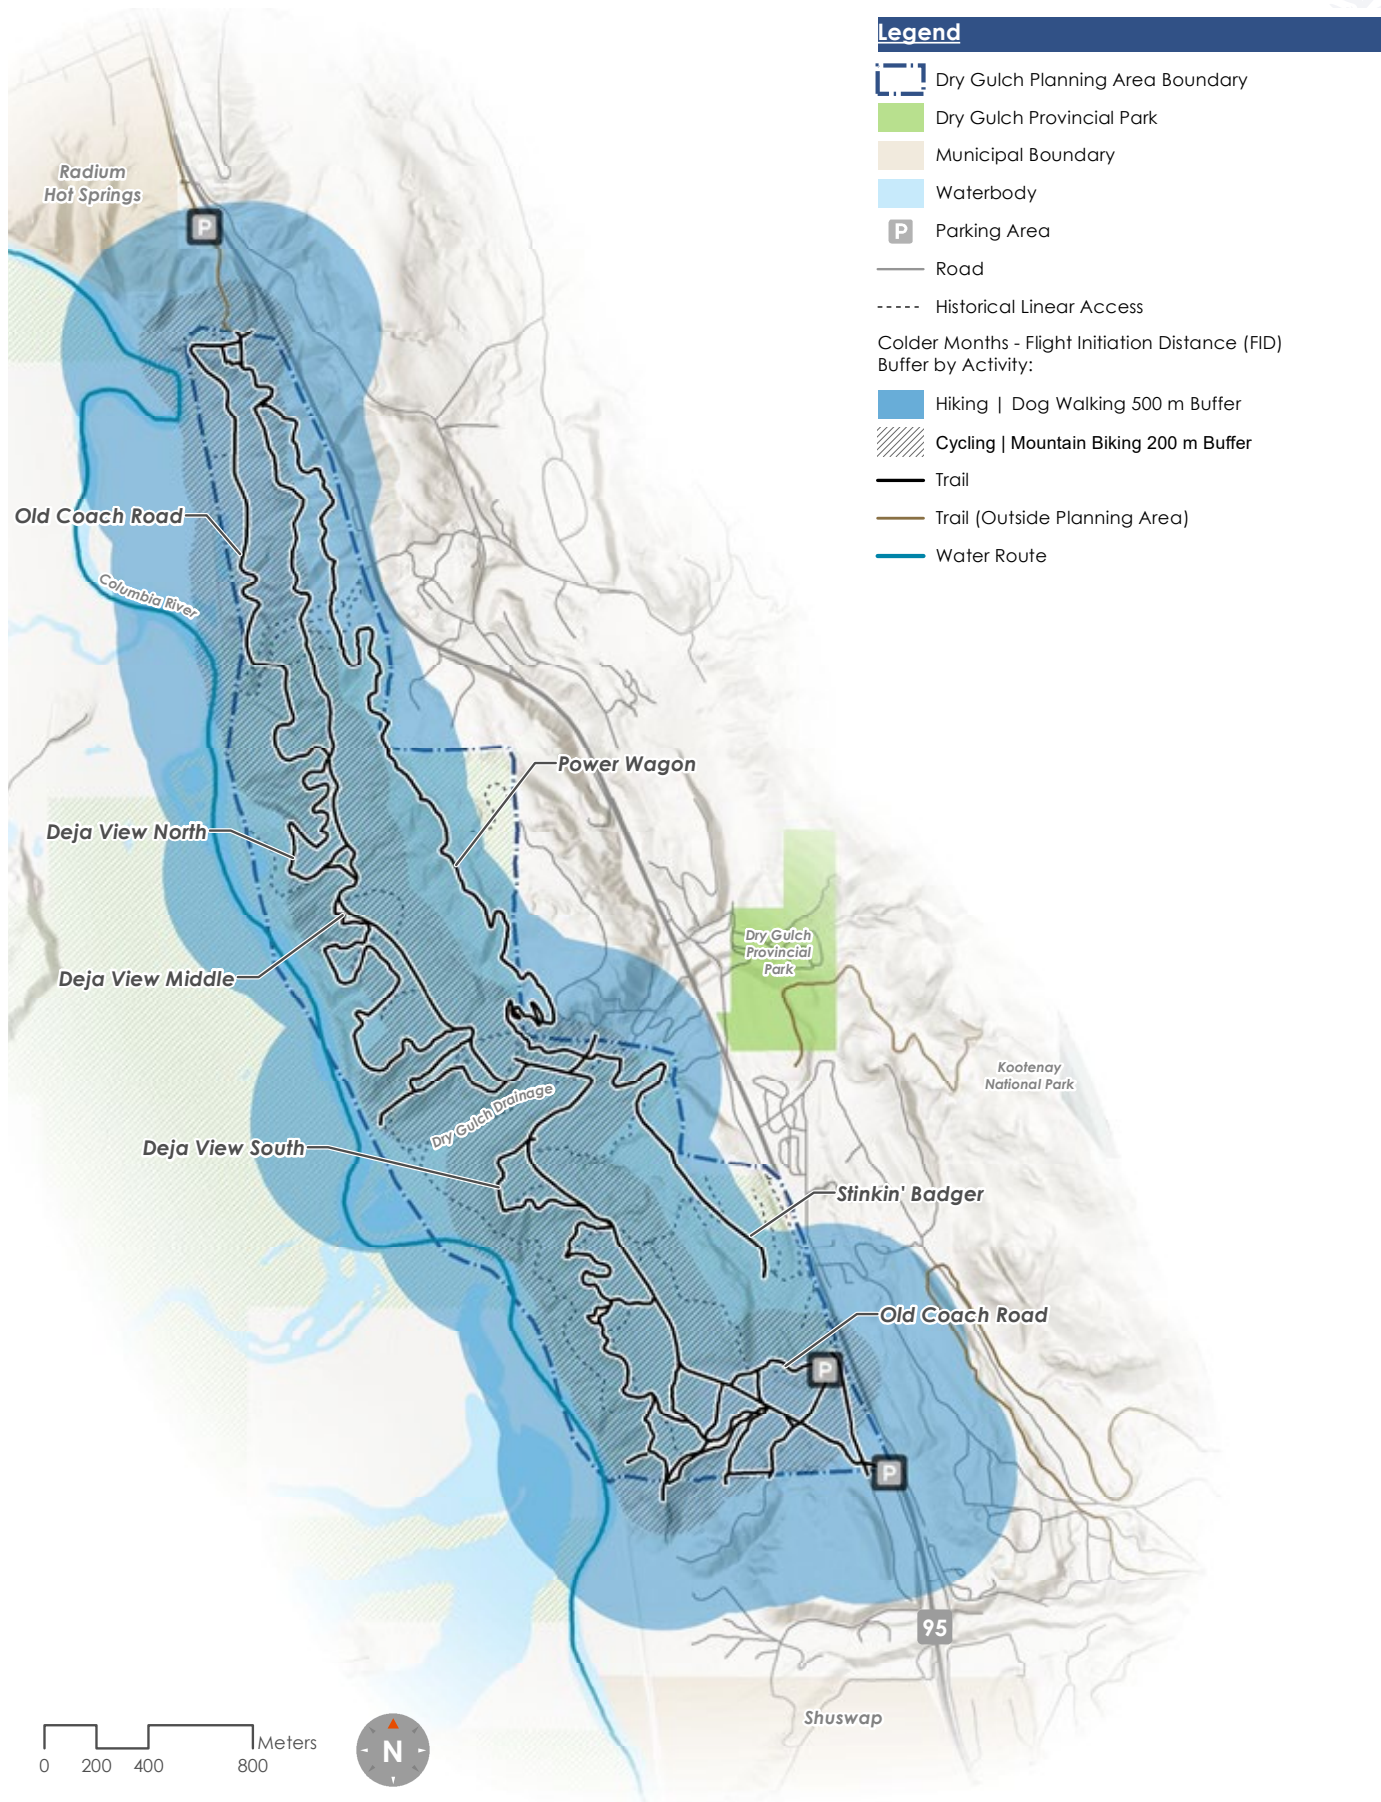 Legend
Dry Gulch Planning Area Boundary
Dry Gulch Provincial Park
Municipal Boundary
Waterbody
P
Parking Area
Road
Historical Linear Access
Colder Months - Flight Initiation Distance (FID)
Buffer by Activity:
Hiking | Dog Walking 500 m Buffer
Cycling | Mountain Biking 200 m Buffer
Trail
Trail (Outside Planning Area)
Water Route
Radium
Hot Springs
P
Old Coach Road
Columbia River
Power Wagon
Deja View North
Dry Gulch
Provincial
Park
Deja View Middle
Kootenay
National Park
Dry Gulch Drainage
Deja View South
Stinkin' Badger
Old Coach Road
P
P
95
Shuswap
Meters
0
200
400
800
N